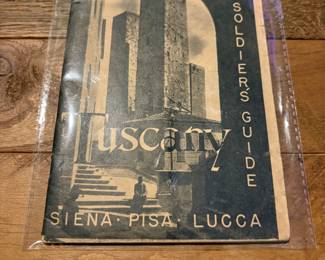 SOLDIER'S GUIDE
Tuscany
SIENA · PISA · LUCCA